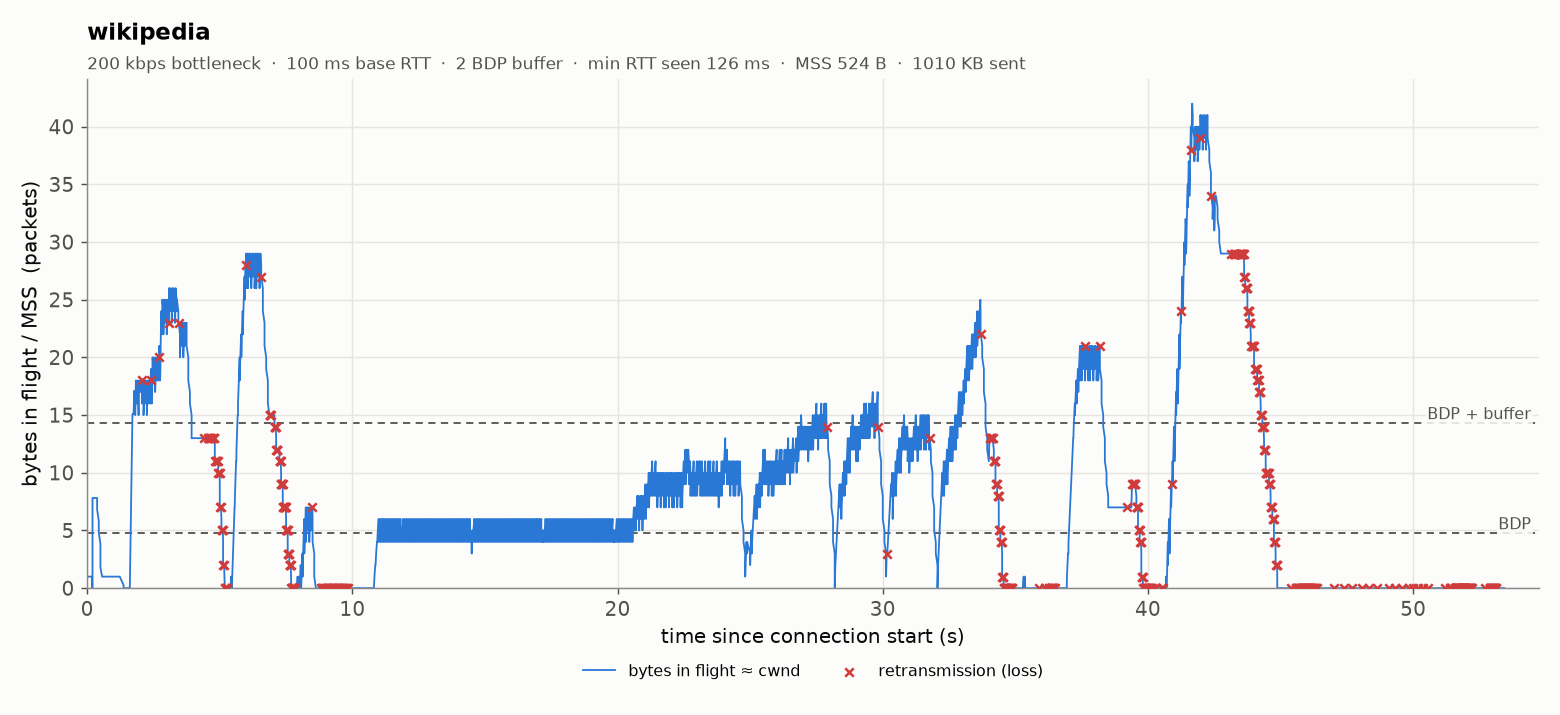 wikipedia
200 kbps bottleneck · 100 ms base RTT · 2 BDP buffer · min RTT seen 126 ms · MSS 524 B · 1010 KB sent
bytes in flight / MSS (packets)
40
35
30
25
20
15
10
5
0
BDP + buffer
BDP
0
10
20
30
40
50
time since connection start (s)
bytes in flight ≈ cwnd
retransmission (loss)